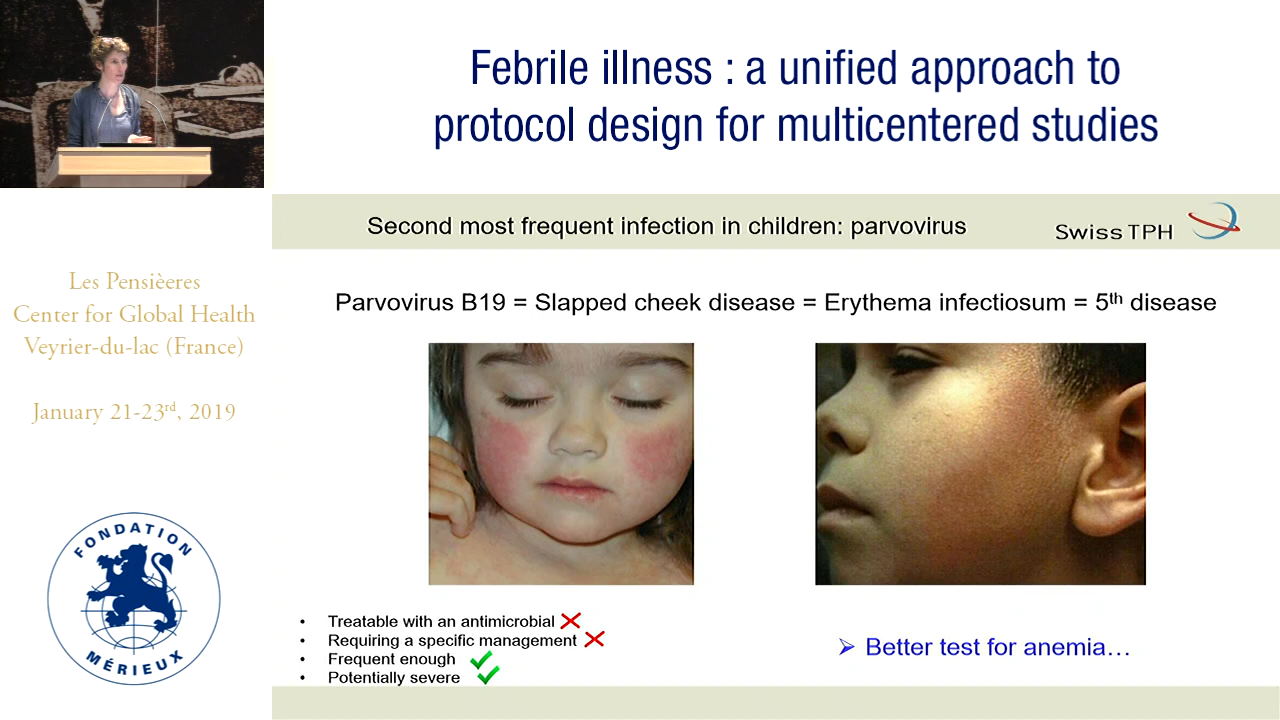 Febrile illness : a unified approach to
protocol design for multicentered studies
Second most frequent infection in children: parvovirus
Swiss TPH
Les Pensièeres
Center for Global Health
Veyrier-du-lac (France)
January 21-23rd, 2019
FONDATION
MÉRIEUX
Parvovirus B19 = Slapped cheek disease = Erythema infectiosum = 5th disease
• Treatable with an antimicrobial
• Requiring a specific management
• Frequent enough
• Potentially severe
➢ Better test for anemia…